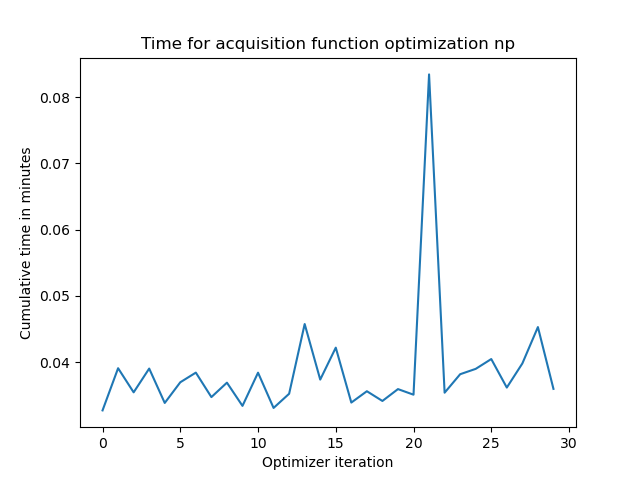 Time for acquisition function optimization np
Cumulative time in minutes
0.08
0.07
0.06
0.05
0.04
0 5 10 15 20 25 30
Optimizer iteration